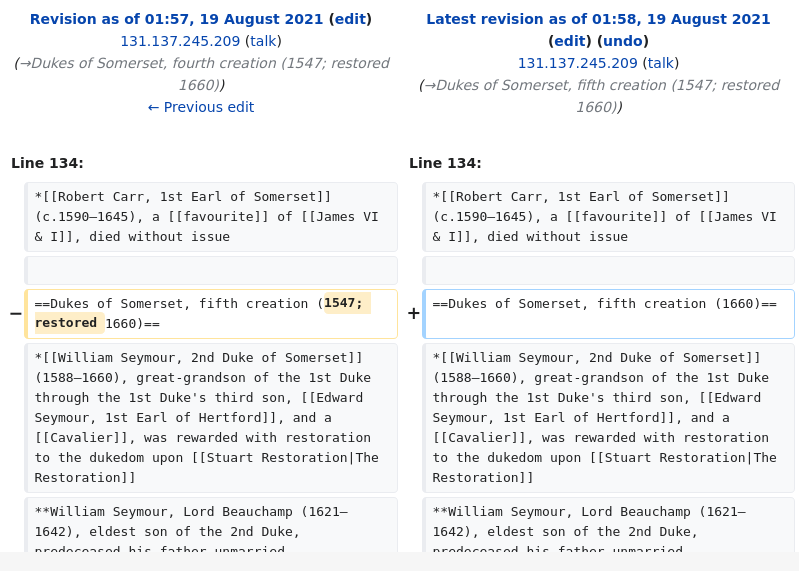 Revision as of 01:57, 19 August 2021 (edit)
131.137.245.209 (talk)
(→Dukes of Somerset, fourth creation (1547; restored
1660))
← Previous edit
Latest revision as of 01:58, 19 August 2021
(edit) (undo)
131.137.245.209 (talk)
(→Dukes of Somerset, fifth creation (1547; restored
1660))
Line 134:
Line 134:
*[[Robert Carr, 1st Earl of Somerset]]
(c.1590–1645), a [[favourite]] of [[James VI
& I]], died without issue
*[[Robert Carr, 1st Earl of Somerset]]
(c.1590–1645), a [[favourite]] of [[James VI
& I]], died without issue
− ==Dukes of Somerset, fifth creation (1547;
restored 1660)==
+ ==Dukes of Somerset, fifth creation (1660)==
*[[William Seymour, 2nd Duke of Somerset]]
(1588–1660), great-grandson of the 1st Duke
through the 1st Duke's third son, [[Edward
Seymour, 1st Earl of Hertford]], and a
[[Cavalier]], was rewarded with restoration
to the dukedom upon [[Stuart Restoration|The
Restoration]]
*[[William Seymour, 2nd Duke of Somerset]]
(1588–1660), great-grandson of the 1st Duke
through the 1st Duke's third son, [[Edward
Seymour, 1st Earl of Hertford]], and a
[[Cavalier]], was rewarded with restoration
to the dukedom upon [[Stuart Restoration|The
Restoration]]
**William Seymour, Lord Beauchamp (1621–
1642), eldest son of the 2nd Duke,
predeceased his father unmarried
**William Seymour, Lord Beauchamp (1621–
1642), eldest son of the 2nd Duke,
predeceased his father unmarried